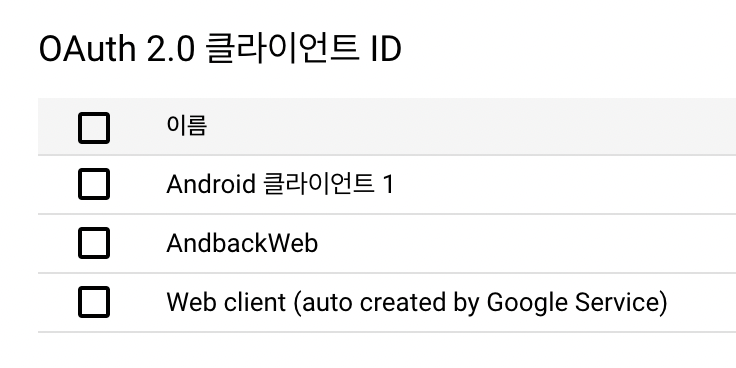 OAuth 2.0 클라이언트 ID
이름
Android 클라이언트 1
AndbackWeb
Web client (auto created by Google Service)